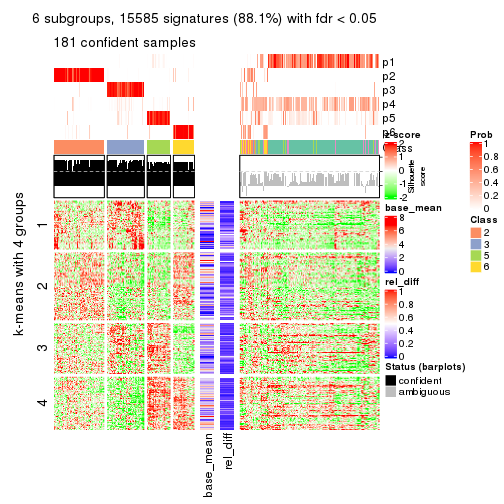 6 subgroups, 15585 signatures (88.1%) with fdr < 0.05
181 confident samples
p1
p2
p3
p4
p5
p6
Class
Silhouette
score
k-means with 4 groups
1
2
3
4
base_mean
rel_diff
z-score
2
1
0
-1
-2
base_mean
8
6
4
2
0
rel_diff
1
0.8
0.6
0.4
0.2
0
Status (barplots)
confident
ambiguous
Prob
1
0.8
0.6
0.4
0.2
0
Class
2
3
5
6